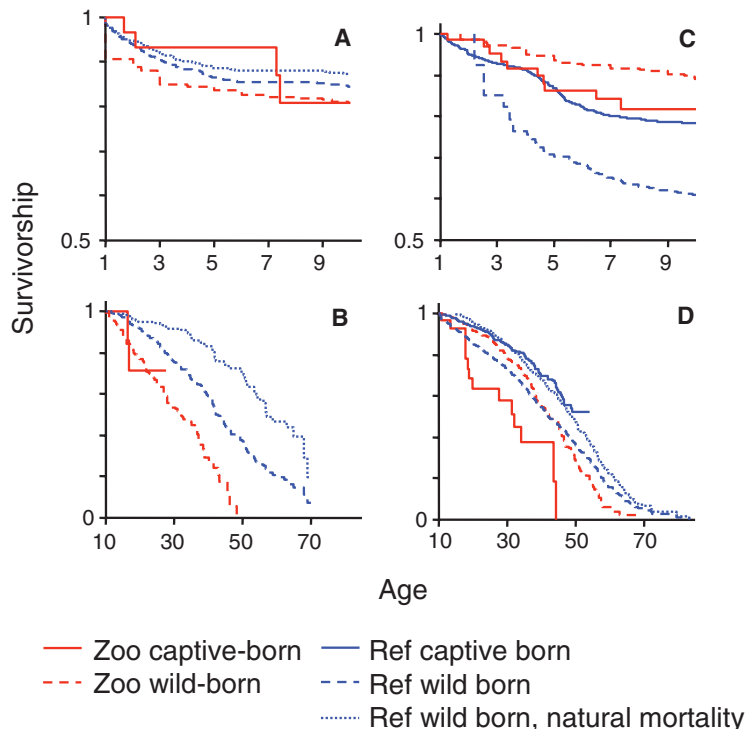 1
A
0.5
1 3 5 7 9
1
C
0.5
1 3 5 7 9
Survivorship
1
B
0
10 30 50 70
1
D
0
10 30 50 70
Age
Zoo captive-born
Zoo wild-born
Ref captive born
Ref wild born
Ref wild born, natural mortality